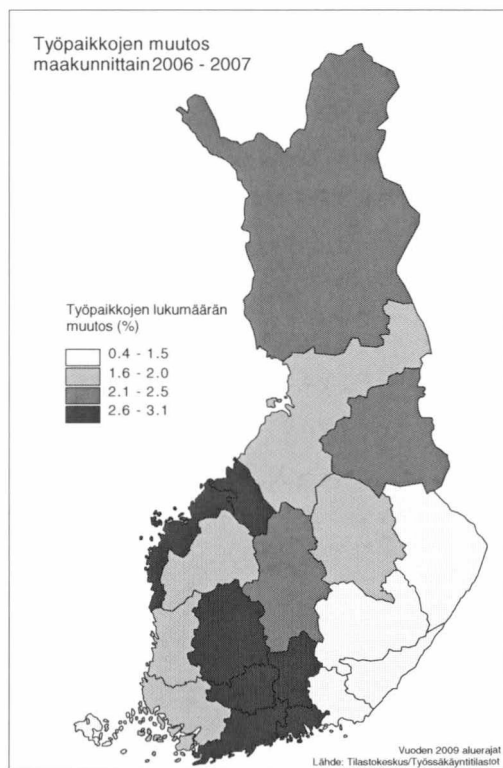 Työpaikkojen muutos
maakunnittain 2006 - 2007
Työpaikkojen lukumäärän
muutos (%)
0.4 - 1.5
1.6 - 2.0
2.1 - 2.5
2.6 - 3.1
Vuoden 2009 aluerajat
Lähde: Tilastokeskus/Työssäkäyntitilastot